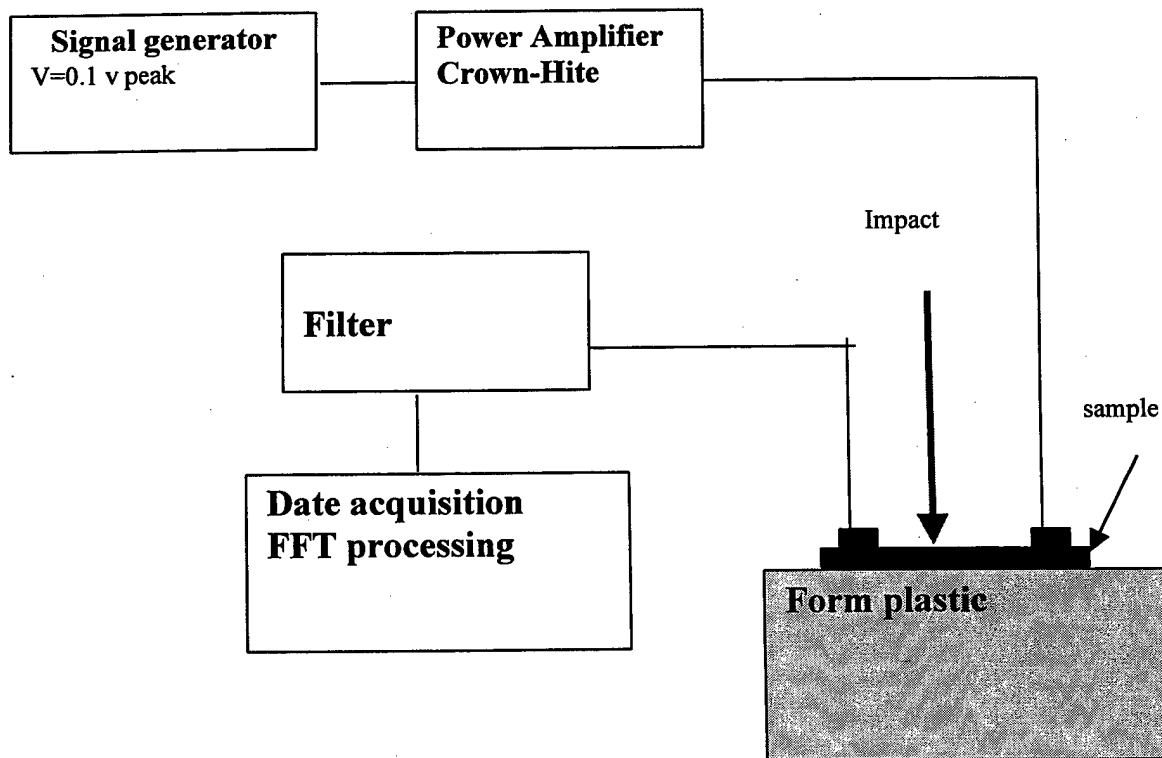 Signal generator
V=0.1 v peak
Power Amplifier
Crown-Hite
Impact
Filter
sample
Date acquisition
FFT processing
Form plastic